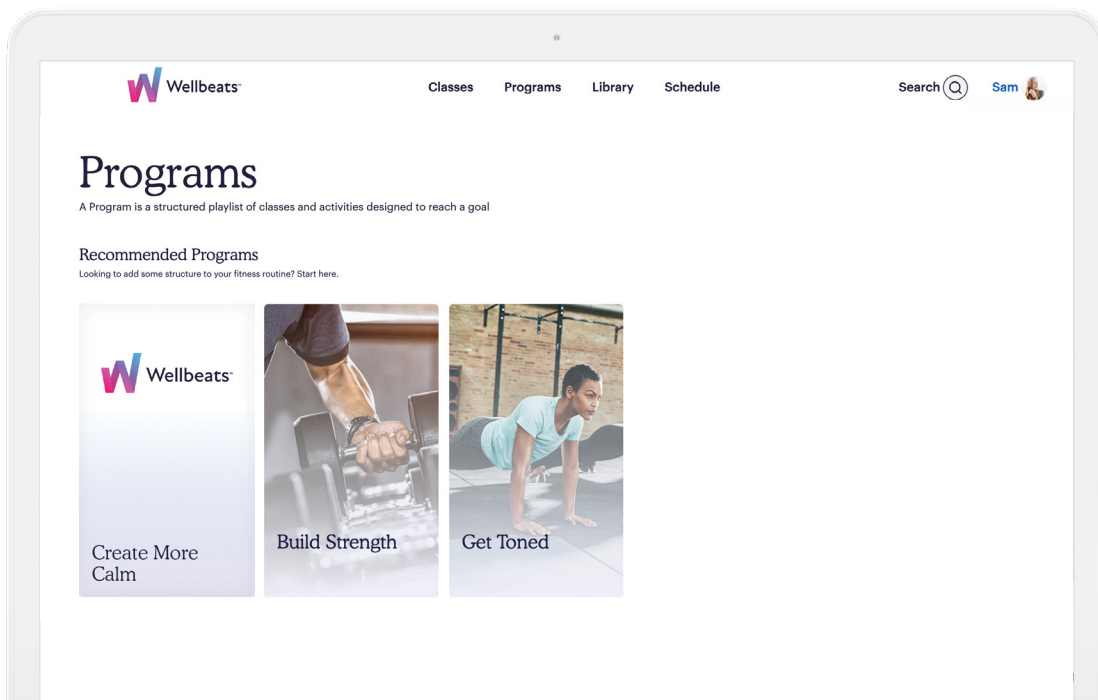 Wellbeats™
Classes
Programs
Library
Schedule
Search
Sam
Programs
A Program is a structured playlist of classes and activities designed to reach a goal
Recommended Programs
Looking to add some structure to your fitness routine? Start here.
Wellbeats™
Create More
Calm
Build Strength
Get Toned